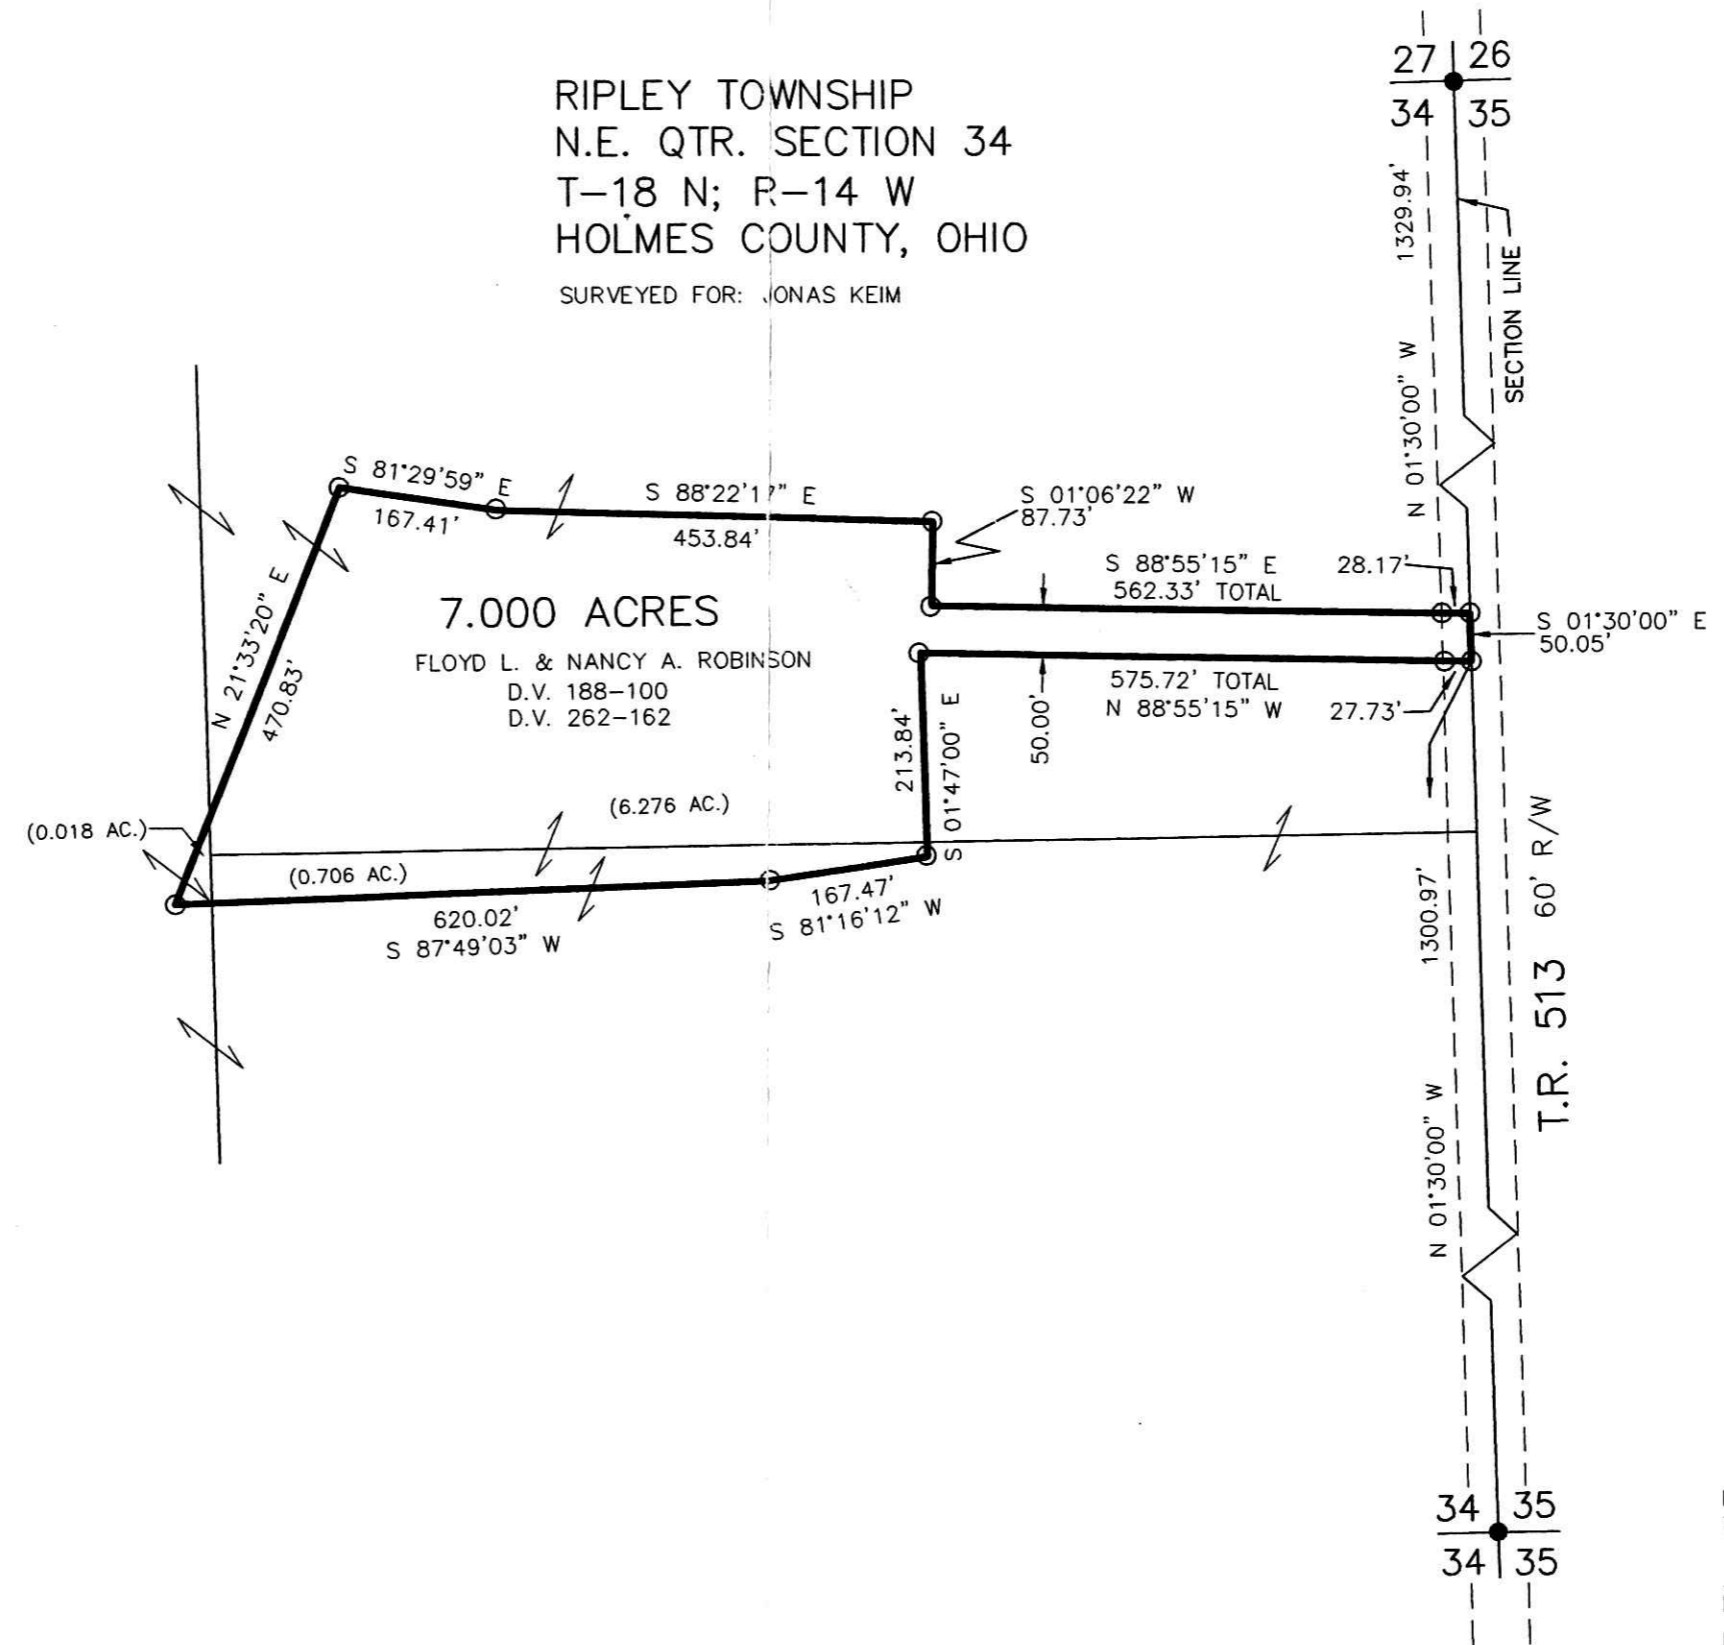 27 26
34 35
RIPLEY TOWNSHIP
N.E. QTR. SECTION 34
T–18 N; R–14 W
HOLMES COUNTY, OHIO
SURVEYED FOR: JONAS KEIM
1329.94'
N 01°30'00" W
SECTION LINE
S 81°29'59" E
167.41'
S 88°22'17" E
453.84'
S 01°06'22" W
87.73'
S 88°55'15" E
562.33' TOTAL
28.17'
S 01°30'00" E
50.05'
N 21°33'20" E
470.83'
7.000 ACRES
FLOYD L. & NANCY A. ROBINSON
D.V. 188–100
D.V. 262–162
575.72' TOTAL
N 88°55'15" W
27.73'
50.00'
213.84'
S 01°47'00" E
(6.276 AC.)
(0.018 AC.)
(0.706 AC.)
620.02'
S 87°49'03" W
167.47'
S 81°16'12" W
1300.97'
N 01°30'00" W
T.R. 513 60' R/W
34 35
34 35